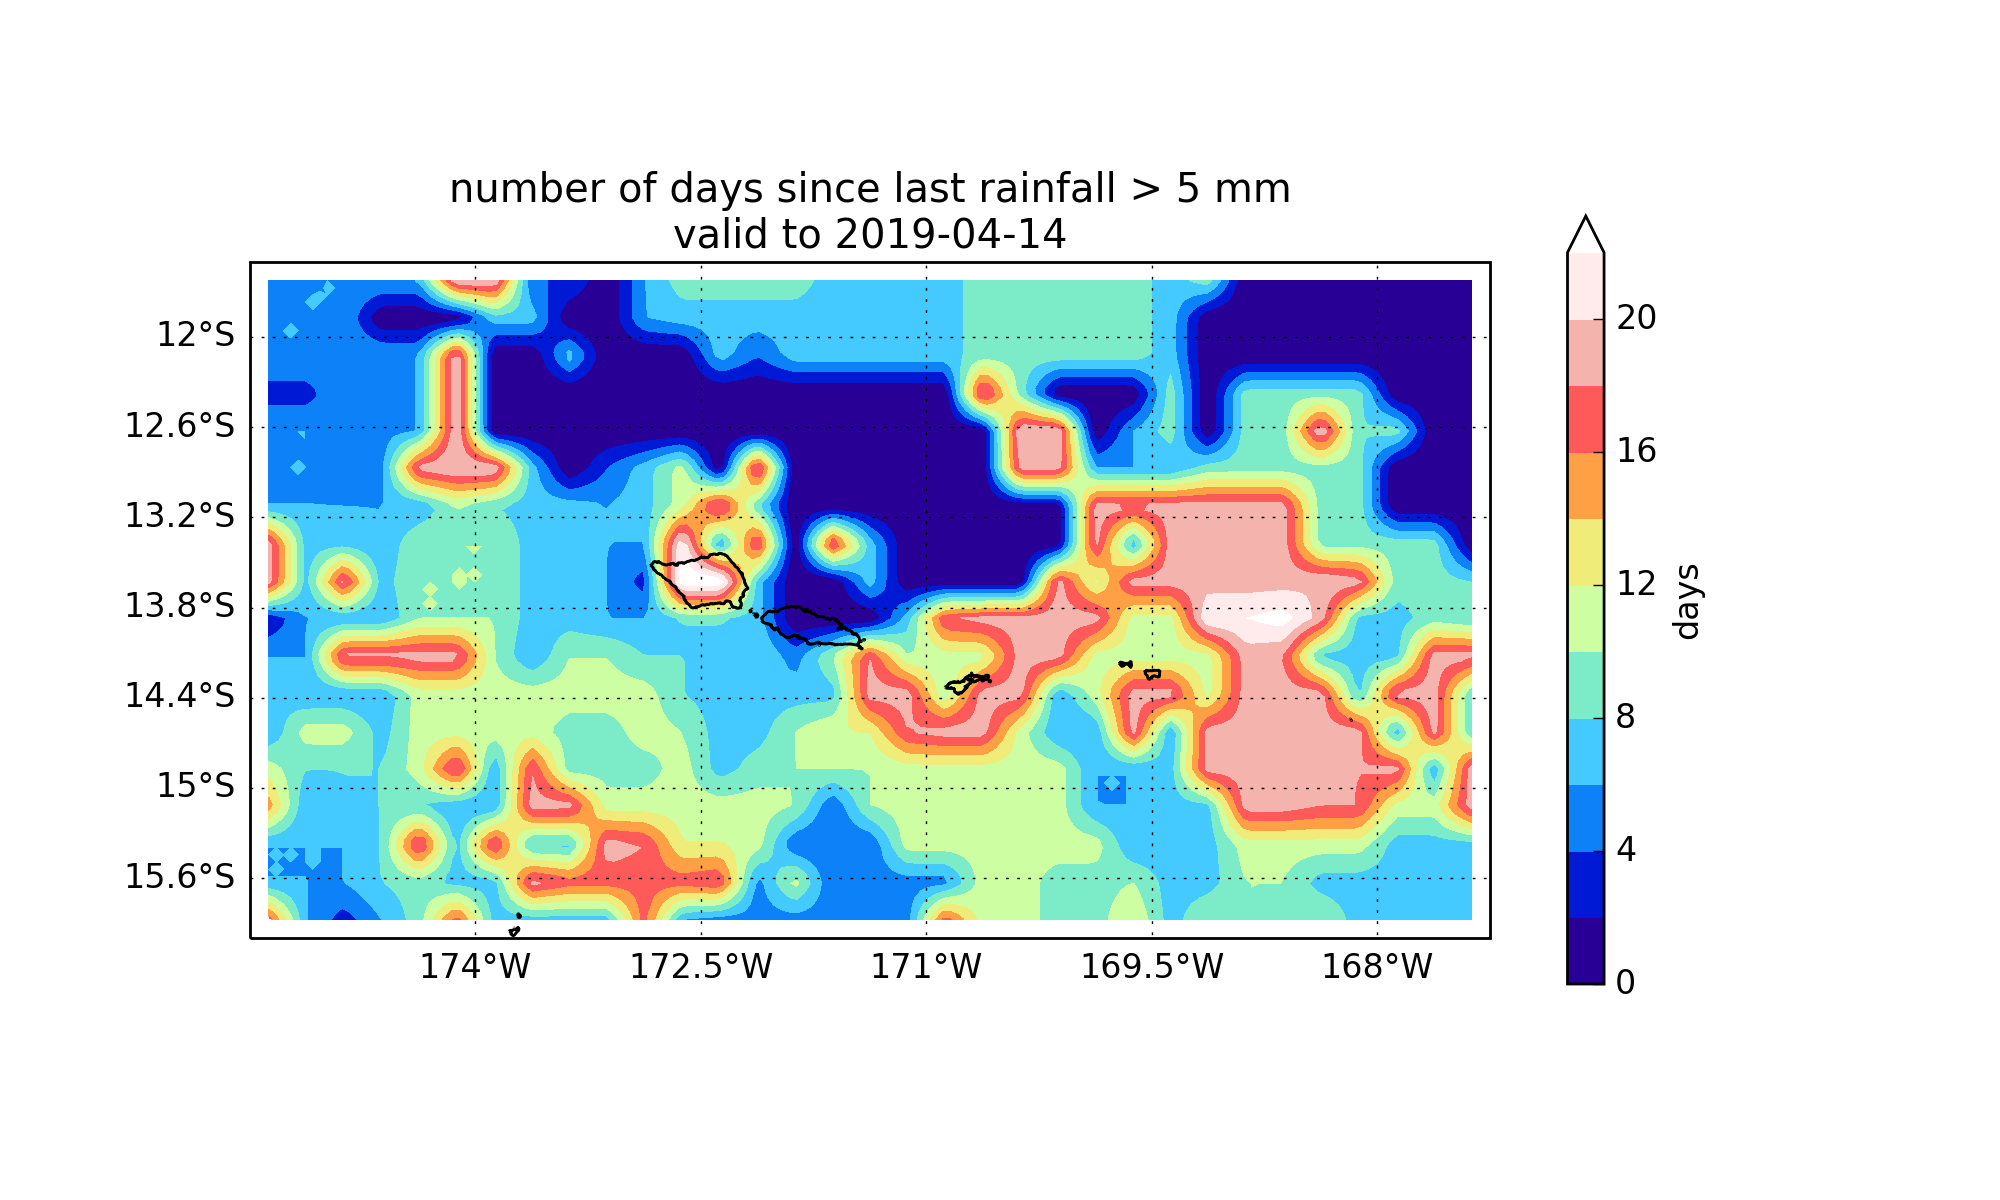 number of days since last rainfall > 5 mm
valid to 2019-04-14
12°S
12.6°S
13.2°S
13.8°S
14.4°S
15°S
15.6°S
174°W
172.5°W
171°W
169.5°W
168°W
20
16
12
8
4
0
days